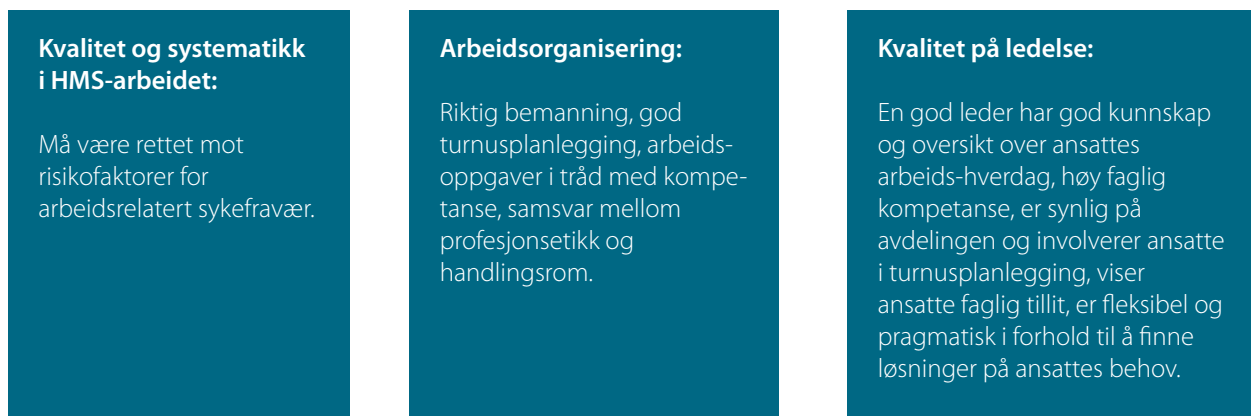 Kvalitet og systematikk
i HMS-arbeidet:
Må være rettet mot
risikofaktorer for
arbeidsrelatert sykefravær.
Arbeidsorganisering:
Riktig bemanning, god
turnusplanlegging, arbeids-
oppgaver i tråd med kompe-
tanse, samsvar mellom
profesjonsetikk og
handlingsrom.
Kvalitet på ledelse:
En god leder har god kunnskap
og oversikt over ansattes
arbeids-hverdag, høy faglig
kompetanse, er synlig på
avdelingen og involverer ansatte
i turnusplanlegging, viser
ansatte faglig tillit, er fleksibel og
pragmatisk i forhold til å finne
løsninger på ansattes behov.